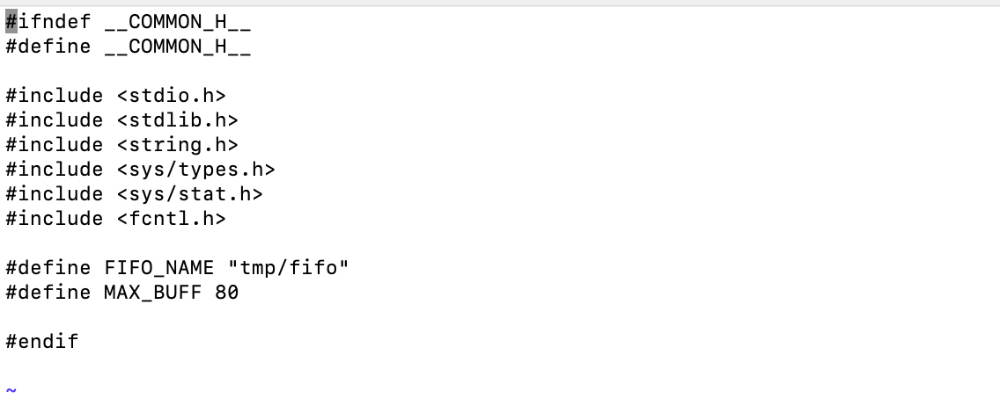 #ifndef __COMMON_H__
#define __COMMON_H__
#include <stdio.h>
#include <stdlib.h>
#include <string.h>
#include <sys/types.h>
#include <sys/stat.h>
#include <fcntl.h>
#define FIFO_NAME "tmp/fifo"
#define MAX_BUFF 80
#endif
~